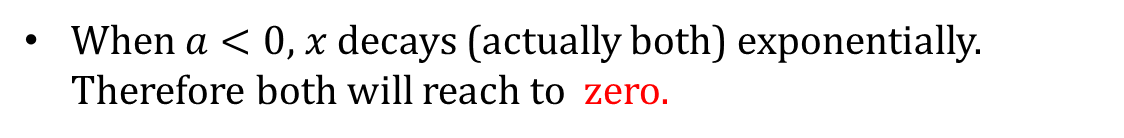 • When a < 0, x decays (actually both) exponentially.
Therefore both will reach to zero.